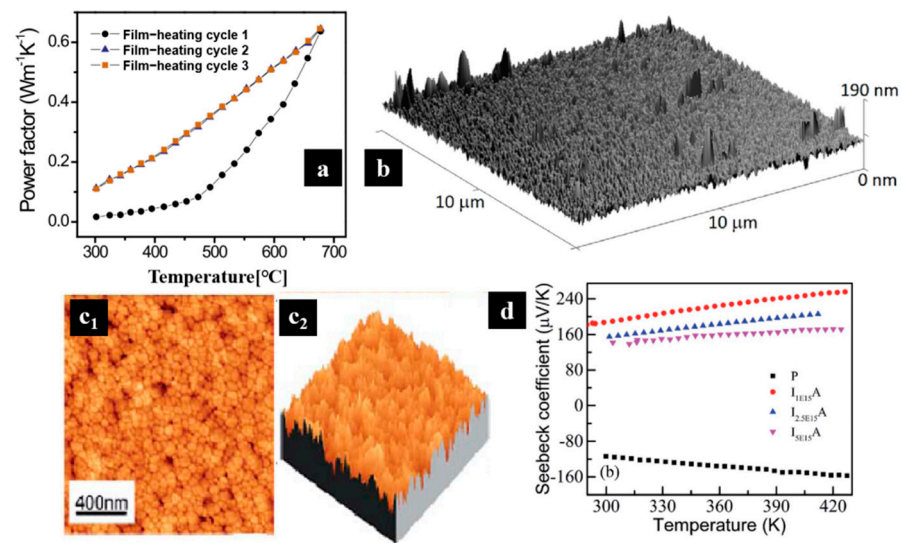 Power factor (Wm⁻¹K⁻¹)
0.6
0.4
0.2
0.0
Film−heating cycle 1
Film−heating cycle 2
Film−heating cycle 3
a
300 400 500 600 700
Temperature[°C]
b
190 nm
0 nm
10 μm
10 μm
c₁
400nm
c₂
d
Seebeck coefficient (μV/K)
240
160
80
0
-80
-160
P
I₁E15A
I₂.₅E15A
I₅E15A
(b)
300 330 360 390 420
Temperature (K)